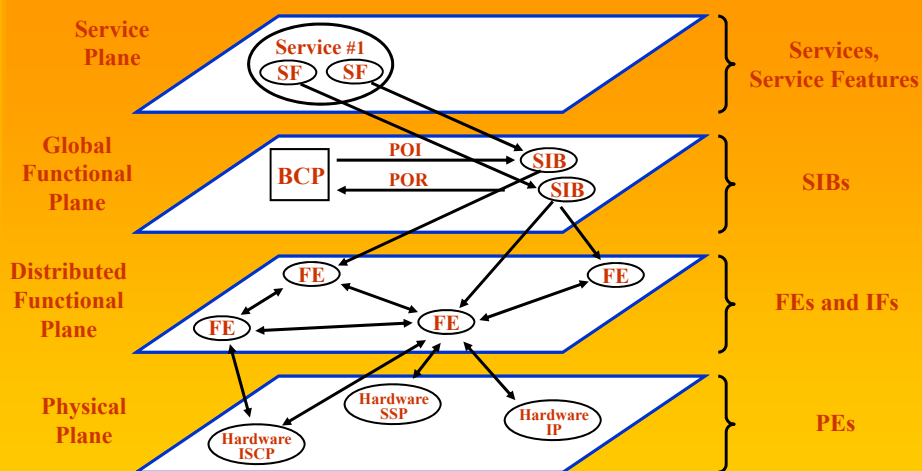 Service
Plane
Service #1
SF
SF
Services,
Service Features
Global
Functional
Plane
BCP
POI
POR
SIB
SIB
SIBs
Distributed
Functional
Plane
FE
FE
FE
FE
FEs and IFs
Physical
Plane
Hardware
ISCP
Hardware
SSP
Hardware
IP
PEs